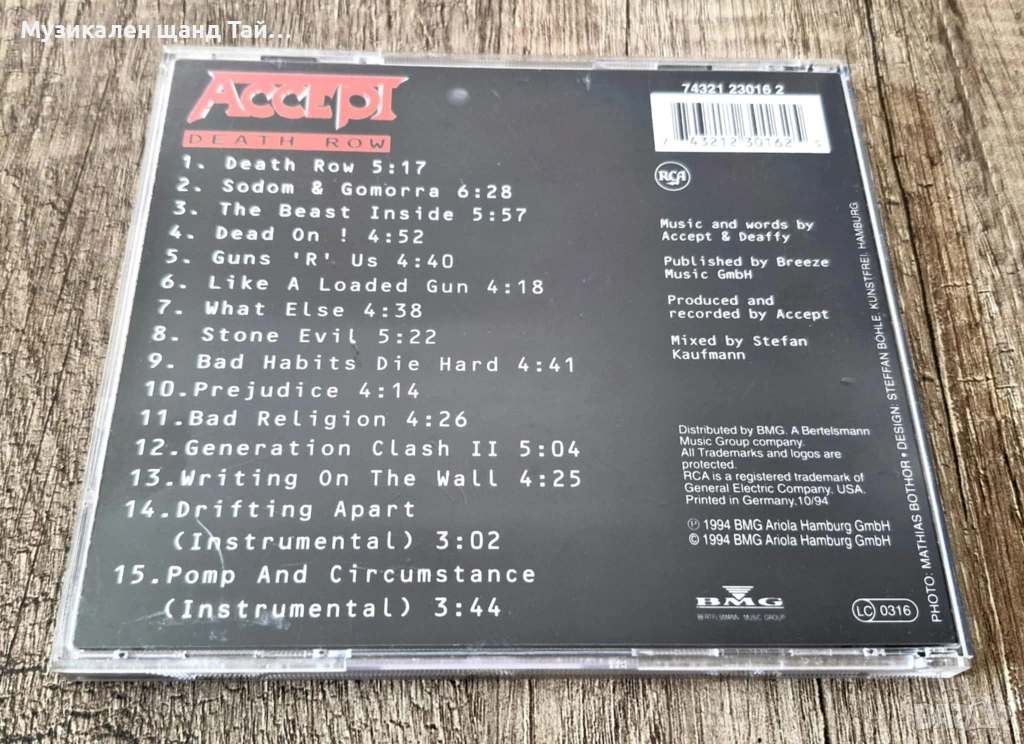 Музикален щанд Тай...
ACCEPT
DEATH ROW
1. Death Row 5:17
2. Sodom & Gomorra 6:28
3. The Beast Inside 5:57
4. Dead On ! 4:52
5. Guns 'R' Us 4:40
6. Like A Loaded Gun 4:18
7. What Else 4:38
8. Stone Evil 5:22
9. Bad Habits Die Hard 4:41
10.Prejudice 4:14
11.Bad Religion 4:26
12.Generation Clash II 5:04
13.Writing On The Wall 4:25
14.Drifting Apart
(Instrumental) 3:02
15.Pomp And Circumstance
(Instrumental) 3:44
74321 23016 2
7 43212 30162 5
RCA
Music and words by
Accept & Deaffy
Published by Breeze
Music GmbH
Produced and
recorded by Accept
Mixed by Stefan
Kaufmann
Distributed by BMG. A Bertelsmann
Music Group company.
All Trademarks and logos are
protected.
RCA is a registered trademark of
General Electric Company. USA.
Printed in Germany.10/94
℗ 1994 BMG Ariola Hamburg GmbH
© 1994 BMG Ariola Hamburg GmbH
BMG
BERTELSMANN MUSIC GROUP
LC 0316
PHOTO: MATHIAS BOTHOR • DESIGN: STEFFAN BÖHLE. KUNSTFREI. HAMBURG